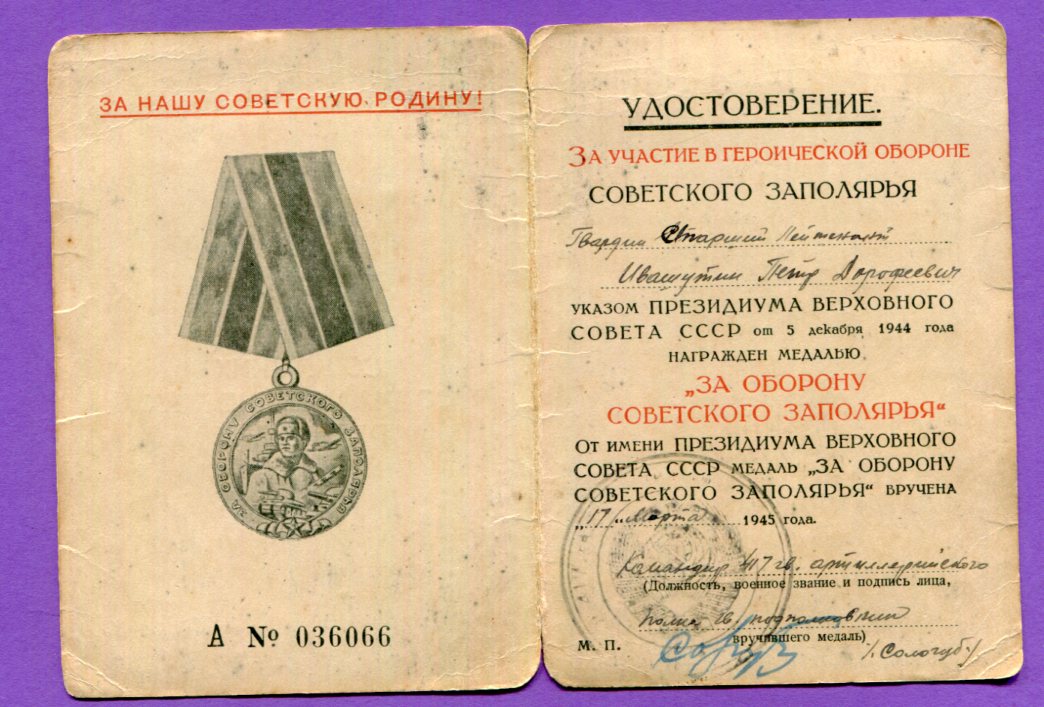 ЗА НАШУ СОВЕТСКУЮ РОДИНУ!
ЗА ОБОРОНУ СОВЕТСКОГО ЗАПОЛЯРЬЯ
А № 036066
УДОСТОВЕРЕНИЕ.
ЗА УЧАСТИЕ В ГЕРОИЧЕСКОЙ ОБОРОНЕ
СОВЕТСКОГО ЗАПОЛЯРЬЯ
Гвардии Старший Лейтенант
Ивашутин Петр Дорофеевич
УКАЗОМ ПРЕЗИДИУМА ВЕРХОВНОГО
СОВЕТА СССР от 5 декабря 1944 года
НАГРАЖДЕН МЕДАЛЬЮ
„ЗА ОБОРОНУ
СОВЕТСКОГО ЗАПОЛЯРЬЯ“
ОТ ИМЕНИ ПРЕЗИДИУМА ВЕРХОВНОГО
СОВЕТА СССР МЕДАЛЬ „ЗА ОБОРОНУ
СОВЕТСКОГО ЗАПОЛЯРЬЯ“ ВРУЧЕНА
„17“ Марта 1945 года.
Командир гв. артиллерийского
(Должность, военное звание и подпись лица,
полка гв. подполковник
вручившего медаль)
М. П.
/Сологуб/